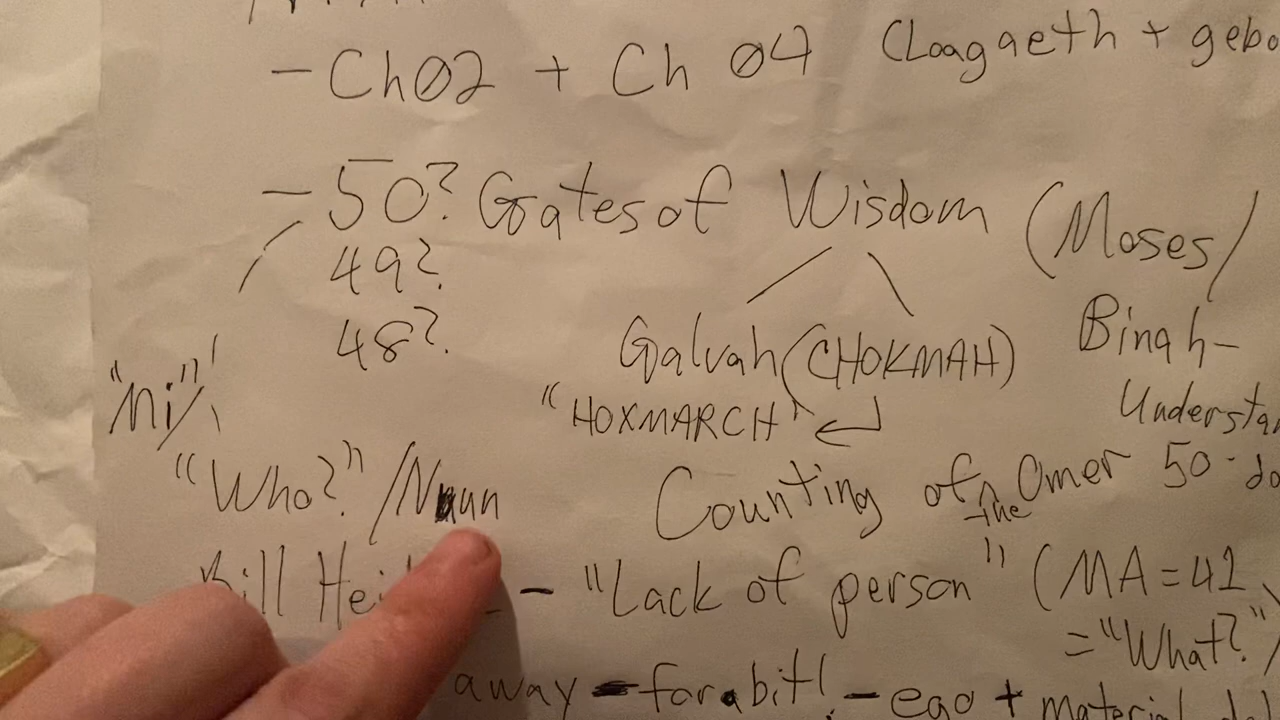 - Ch02 + Ch 04 Cloagaeth + gebo
- 50? Gates of Wisdom (Moses/
49?
48?
Galvah (CHOKMAH) Binah-
"Mi"/ "HOXMARCH" Understan
"Who?" /Nuun Counting of the Omer 50-
Bill - "Lack of person" (MA=41
="What?"/
away - for a bit! - ego + material